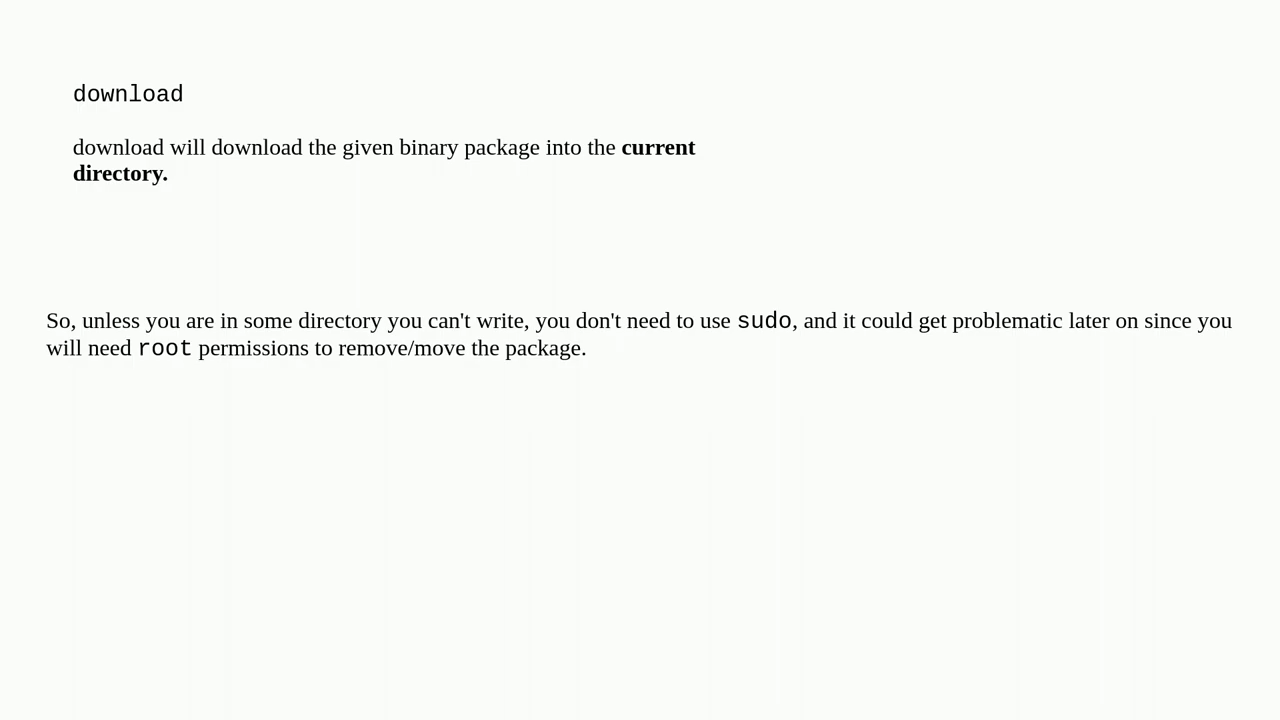 download
download will download the given binary package into the current
directory.
So, unless you are in some directory you can't write, you don't need to use sudo, and it could get problematic later on since you
will need root permissions to remove/move the package.